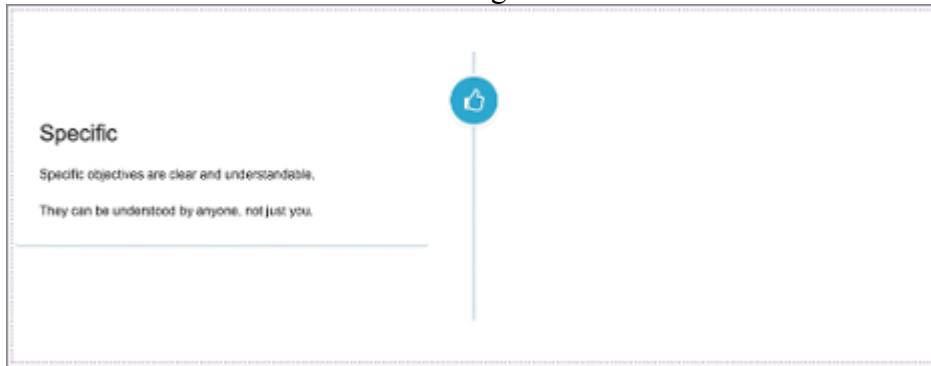 Specific
Specific objectives are clear and understandable.
They can be understood by anyone, not just you.